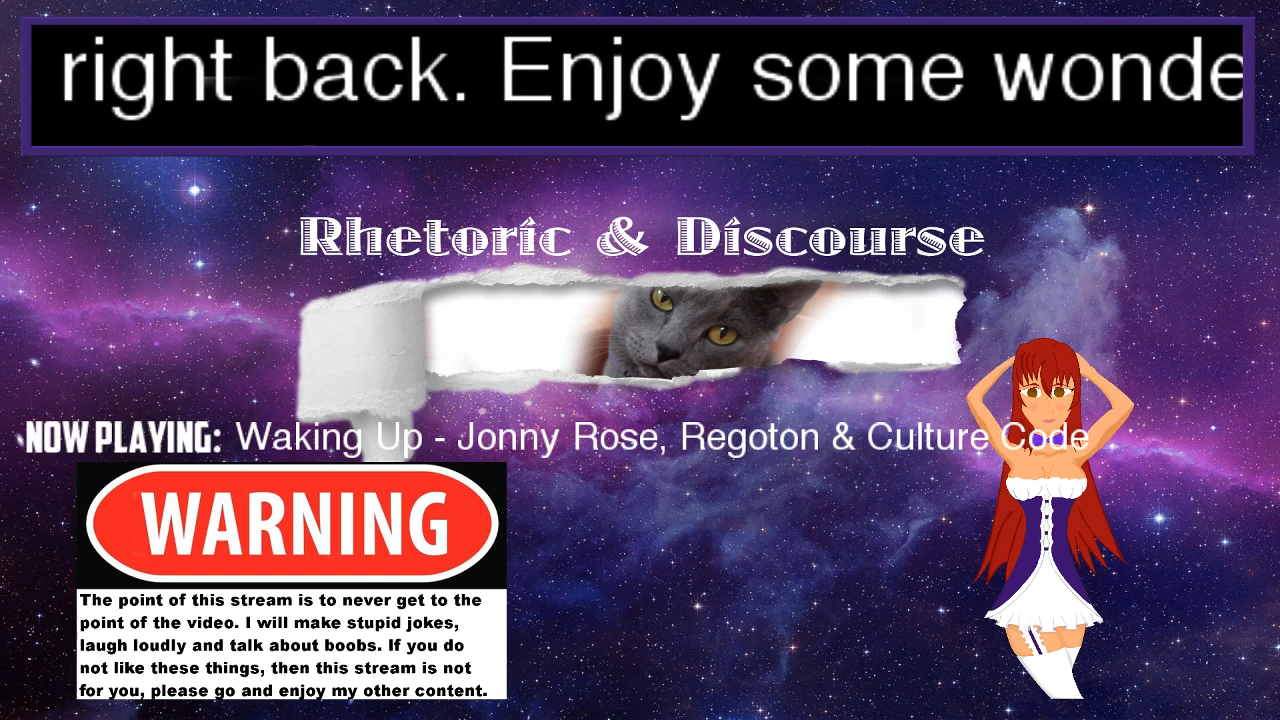 right back. Enjoy some wonde
Rhetoric & Discourse
NOW PLAYING: Waking Up - Jonny Rose, Regoton & Culture Code
WARNING
The point of this stream is to never get to the
point of the video. I will make stupid jokes,
laugh loudly and talk about boobs. If you do
not like these things, then this stream is not
for you, please go and enjoy my other content.